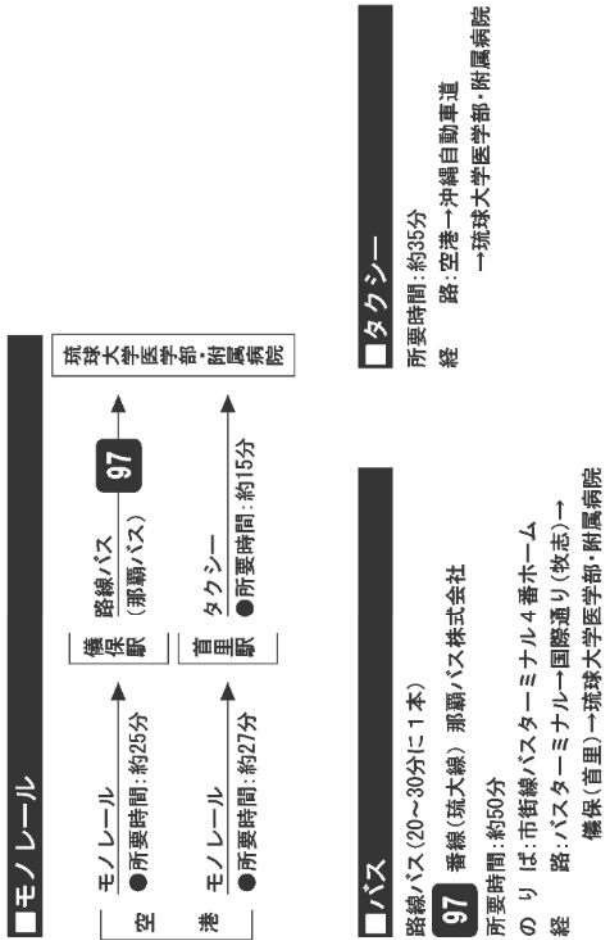 ■モノレール
空港
モノレール
●所要時間:約25分
儀保駅
路線バス
(那覇バス)
97
モノレール
●所要時間:約27分
首里駅
タクシー
●所要時間:約15分
琉球大学医学部・附属病院
■バス
路線バス(20～30分に1本)
97 番線(琉大線) 那覇バス株式会社
所要時間:約50分
のりば:市街線バスターミナル4番ホーム
経路:バスターミナル→国際通り(牧志)→
儀保(首里)→琉球大学医学部・附属病院
■タクシー
所要時間:約35分
経路:空港→沖縄自動車道
→琉球大学医学部・附属病院